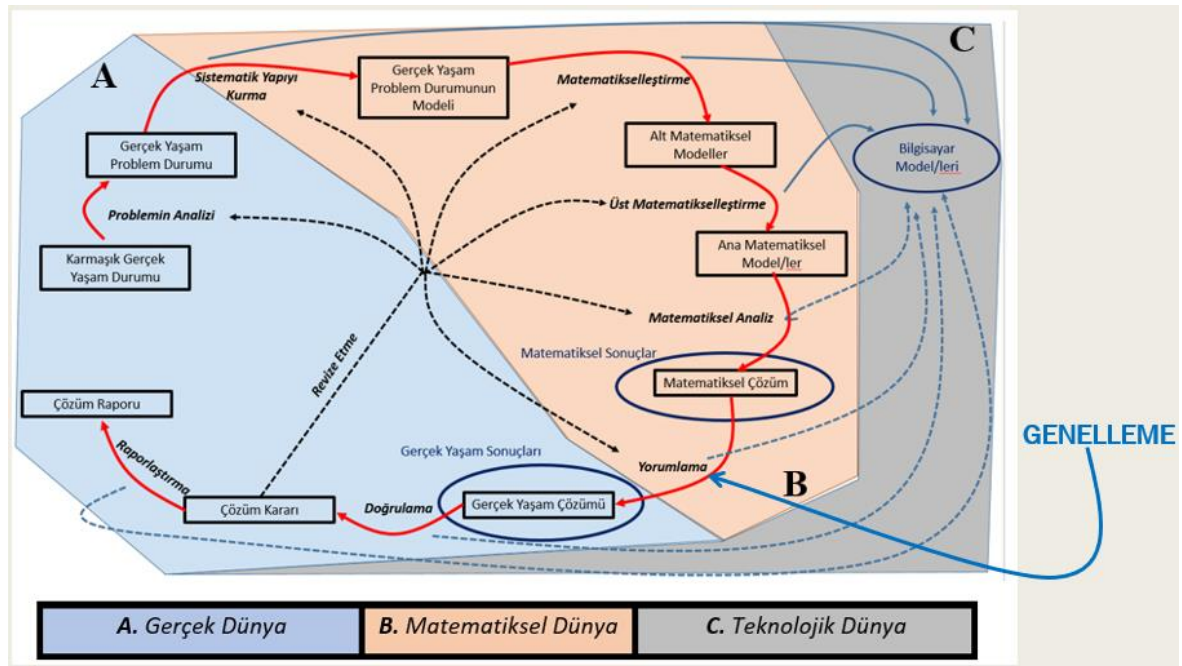 A
C
Sistematik Yapıyı
Kurma
Gerçek Yaşam
Problem Durumunun
Modeli
Matematikselleştirme
Gerçek Yaşam
Problem Durumu
Alt Matematiksel
Modeller
Bilgisayar
Model/leri
Problemin Analizi
Üst Matematikselleştirme
Karmaşık Gerçek
Yaşam Durumu
Ana Matematiksel
Model/ler
Matematiksel Analiz
Revize Etme
Matematiksel Sonuçlar
Matematiksel Çözüm
Çözüm Raporu
GENELLEME
Gerçek Yaşam Sonuçları
Yorumlama
B
Raporlaştırma
Çözüm Kararı
Doğrulama
Gerçek Yaşam Çözümü
A. Gerçek Dünya
B. Matematiksel Dünya
C. Teknolojik Dünya